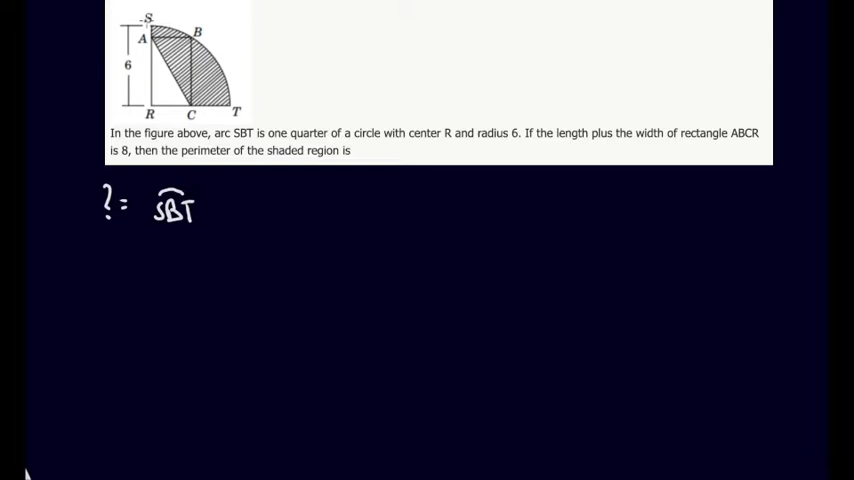 S
A
B
6
R
C
T
In the figure above, arc SBT is one quarter of a circle with center R and radius 6. If the length plus the width of rectangle ABCR
is 8, then the perimeter of the shaded region is
? = SBT